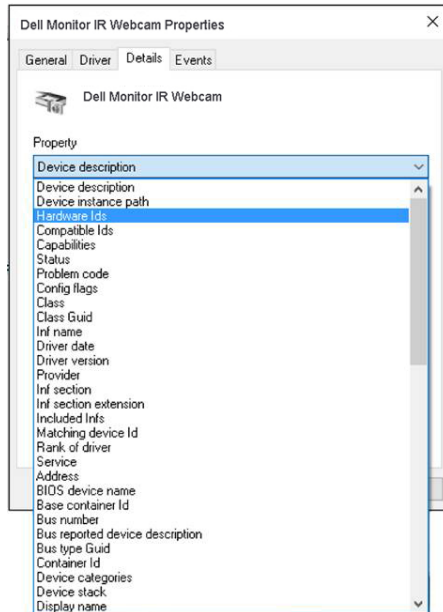 Dell Monitor IR Webcam Properties
General Driver Details Events
Dell Monitor IR Webcam
Property
Device description
Device description
Device instance path
Hardware Ids
Compatible Ids
Capabilities
Status
Problem code
Config flags
Class
Class Guid
Inf name
Driver date
Driver version
Provider
Inf section
Inf section extension
Included Infs
Matching device Id
Rank of driver
Service
Address
BIOS device name
Base container Id
Bus number
Bus reported device description
Bus type Guid
Container Id
Device categories
Device stack
Display name